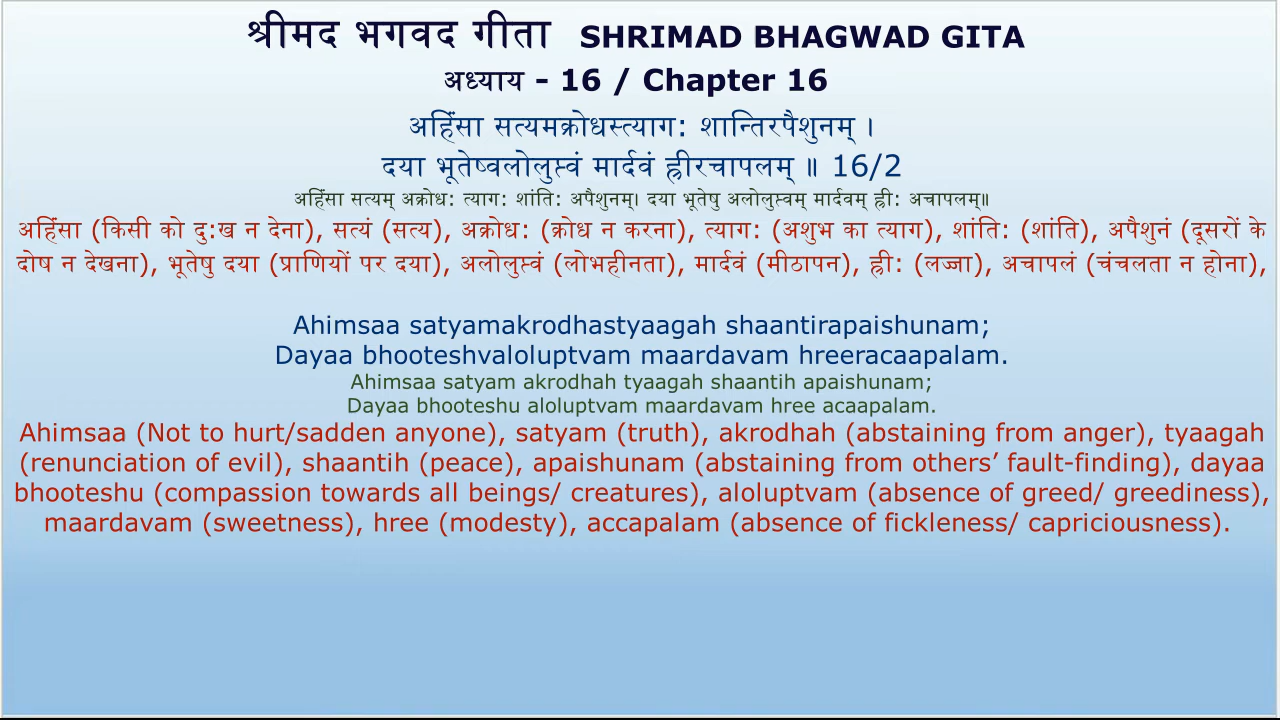 श्रीमद भगवद गीता SHRIMAD BHAGWAD GITA
अध्याय - 16 / Chapter 16
अहिंसा सत्यमक्रोधस्त्याग: शान्तिरपैशुनम् ।
दया भूतेष्वलोलुप्त्वं मार्दवं ह्रीरचापलम् ॥ 16/2
अहिंसा सत्यम् अक्रोध: त्याग: शांति: अपैशुनम्। दया भूतेषु अलोलुप्त्वम् मार्दवम् ह्री: अचापलम्॥
अहिंसा (किसी को दु:ख न देना), सत्यं (सत्य), अक्रोध: (क्रोध न करना), त्याग: (अशुभ का त्याग), शांति: (शांति), अपैशुनं (दूसरों के
दोष न देखना), भूतेषु दया (प्राणियों पर दया), अलोलुप्त्वं (लोभहीनता), मार्दवं (मीठापन), ह्री: (लज्जा), अचापलं (चंचलता न होना),
Ahimsaa satyamakrodhastyaagah shaantirapaishunam;
Dayaa bhooteshvaloluptvam maardavam hreeracaapalam.
Ahimsaa satyam akrodhah tyaagah shaantih apaishunam;
Dayaa bhooteshu aloluptvam maardavam hree acaapalam.
Ahimsaa (Not to hurt/sadden anyone), satyam (truth), akrodhah (abstaining from anger), tyaagah
(renunciation of evil), shaantih (peace), apaishunam (abstaining from others’ fault-finding), dayaa
bhooteshu (compassion towards all beings/ creatures), aloluptvam (absence of greed/ greediness),
maardavam (sweetness), hree (modesty), accapalam (absence of fickleness/ capriciousness).